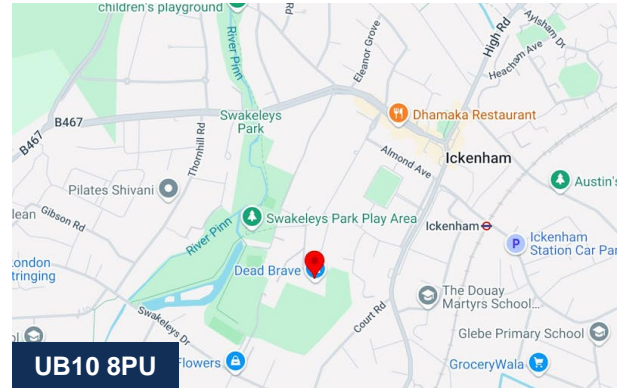 children's playground
River Pinn
Eleanor Grove
High Rd
Aylsham Dr
Heacham Ave
B467
B467
Thornhill Rd
Swakeleys
Park
Dhamaka Restaurant
Almond Ave
Ickenham
Pilates Shivani
Austin's
Gibson Rd
lean
River Pinn
Swakeleys Park Play Area
Ickenham
Ickenham
Station Car Par
P
London
tringing
Dead Brave
Swakeleys Dr
Court Rd
The Douay
Martyrs School...
Glebe Primary School
ol
Flowers
GroceryWala
UB10 8PU